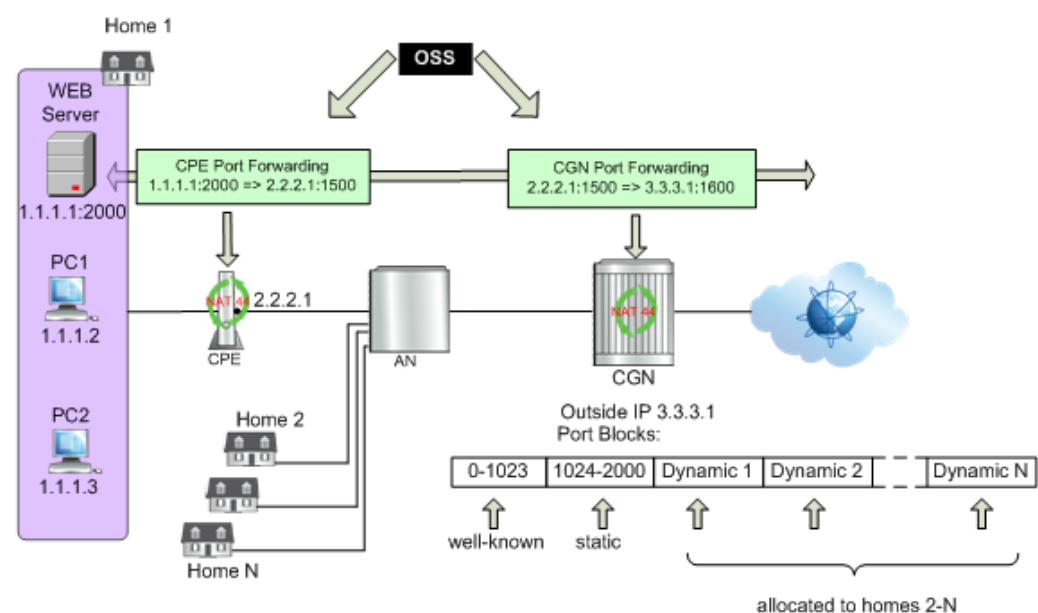 Home 1
OSS
WEB
Server
1.1.1.1:2000
CPE Port Forwarding
1.1.1.1:2000 => 2.2.2.1:1500
CGN Port Forwarding
2.2.2.1:1500 => 3.3.3.1:1600
PC1
1.1.1.2
NAT 44
2.2.2.1
CPE
AN
NAT 44
CGN
PC2
1.1.1.3
Home 2
Home N
Outside IP 3.3.3.1
Port Blocks:
0-1023
1024-2000
Dynamic 1
Dynamic 2
Dynamic N
well-known
static
allocated to homes 2-N